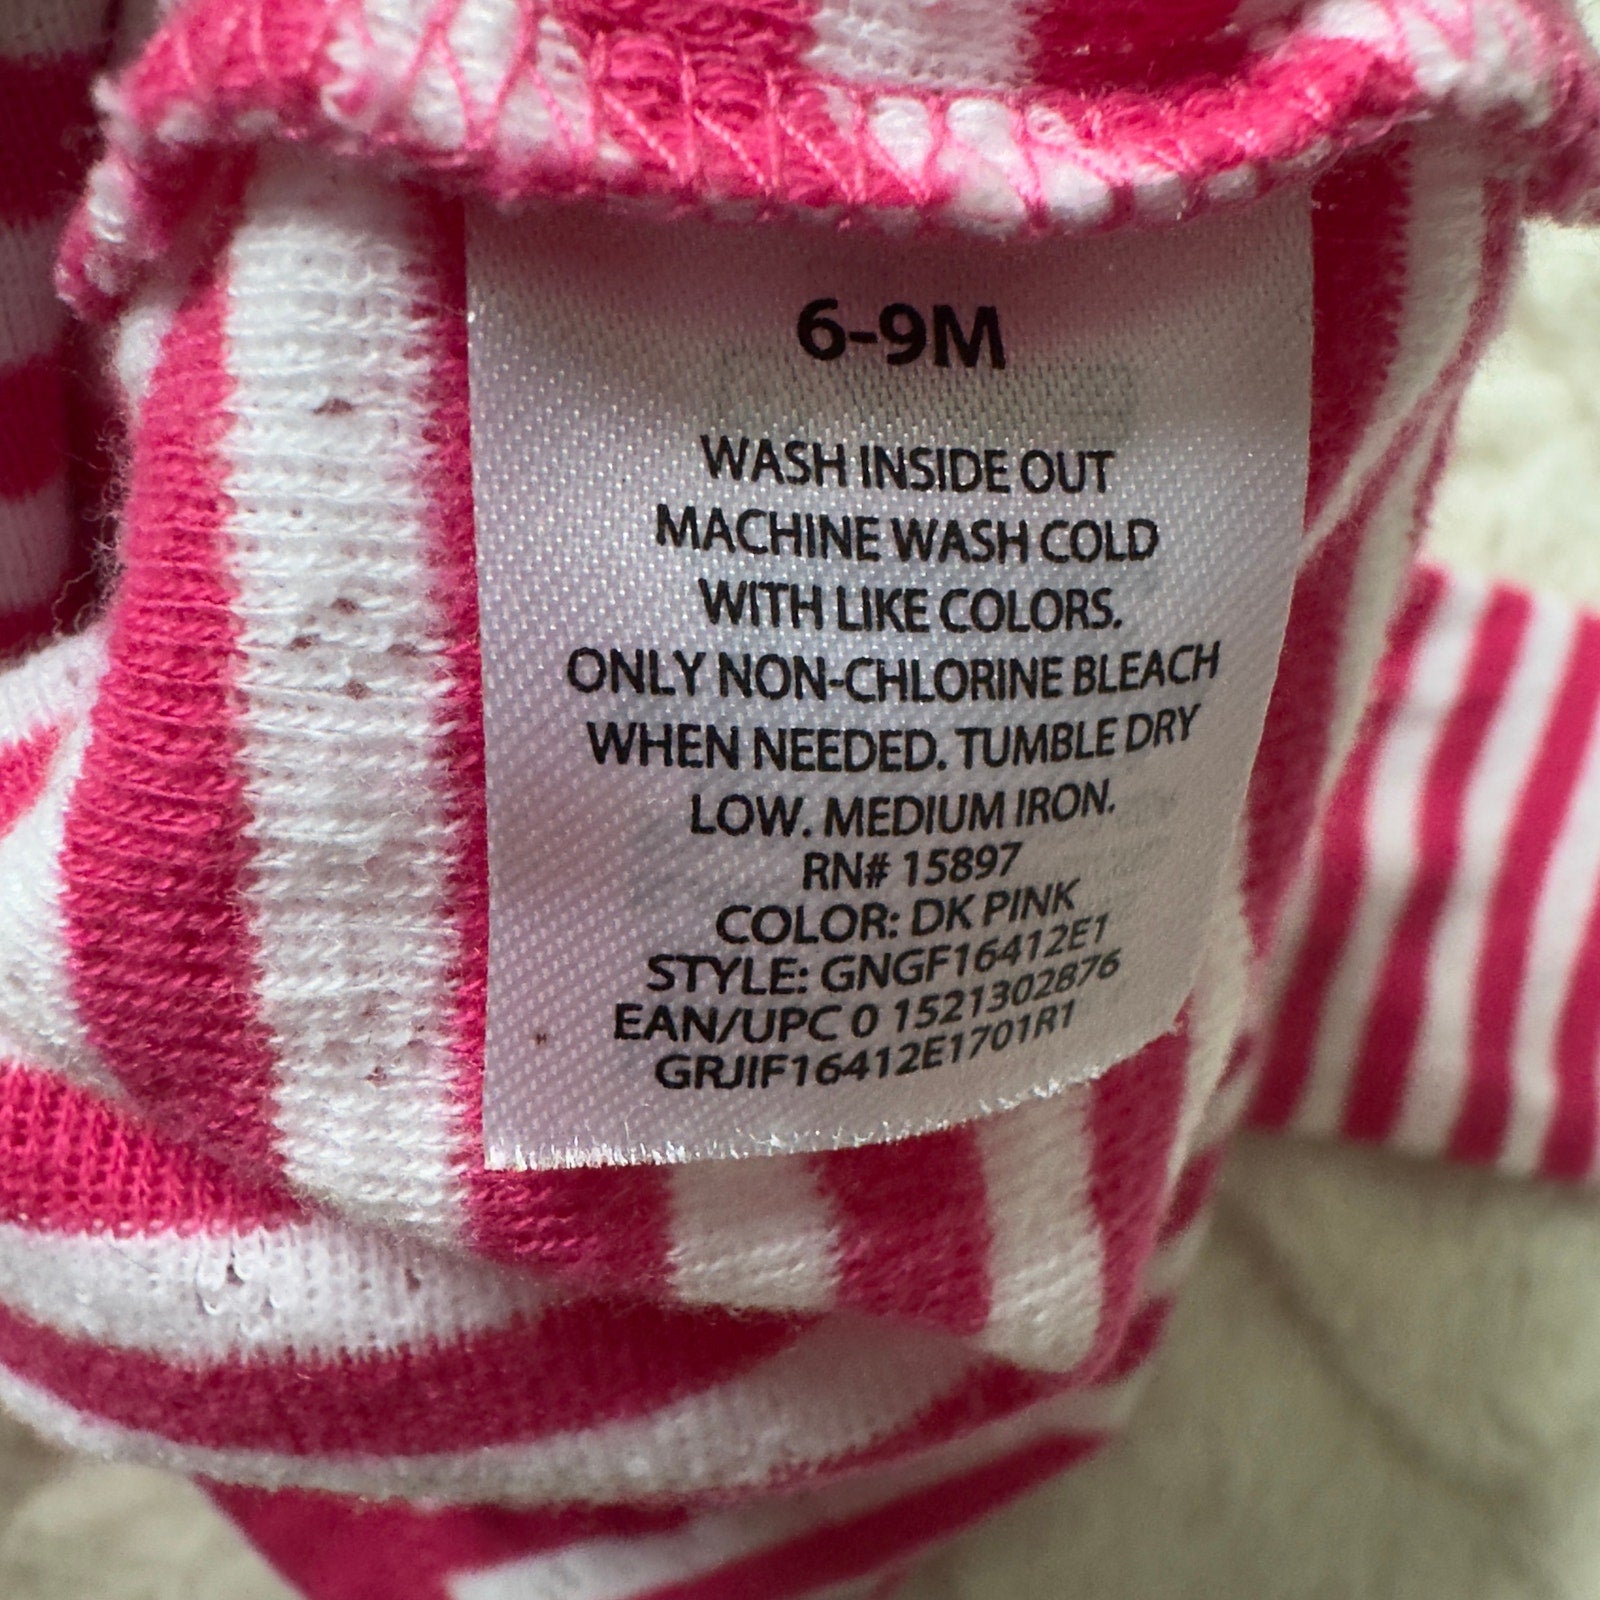 6-9M
WASH INSIDE OUT
MACHINE WASH COLD
WITH LIKE COLORS.
ONLY NON-CHLORINE BLEACH
WHEN NEEDED. TUMBLE DRY
LOW. MEDIUM IRON.
RN# 15897
COLOR: DK PINK
STYLE: GNGF16412E1
EAN/UPC 0 1521302876
GRJIF16412E1701R1